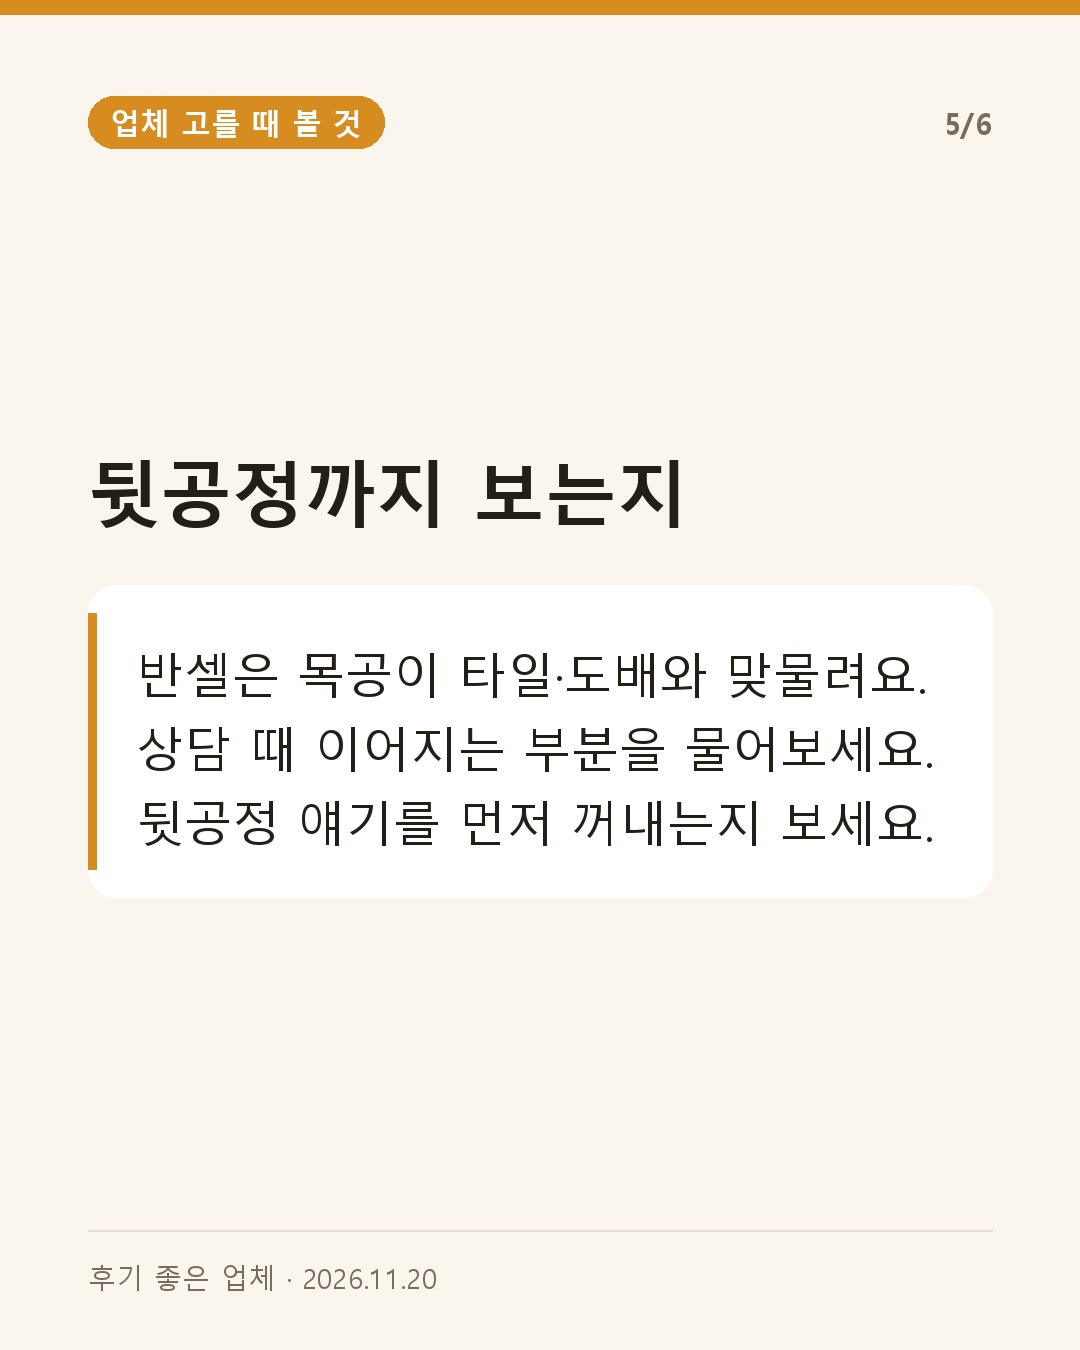 업체 고를 때 볼 것
5/6
뒷공정까지 보는지
반셀은 목공이 타일·도배와 맞물려요.
상담 때 이어지는 부분을 물어보세요.
뒷공정 얘기를 먼저 꺼내는지 보세요.
후기 좋은 업체 · 2026.11.20